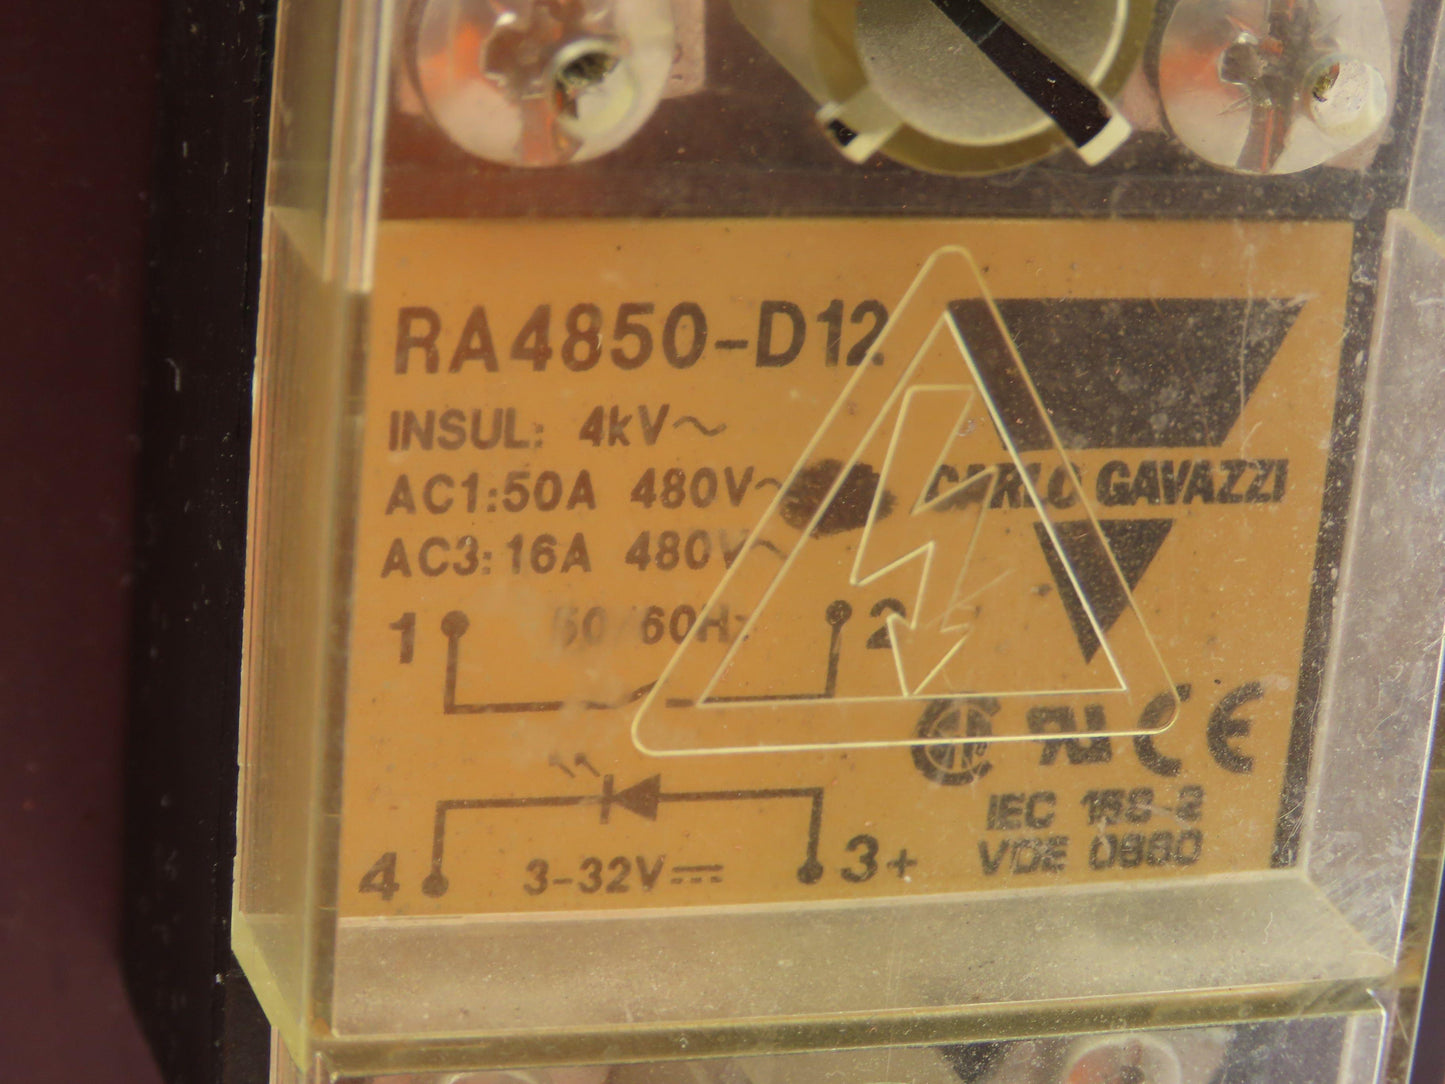 RA4850-D12
INSUL: 4kV~
AC1:50A 480V~
AC3:16A 480V~
CARLO GAVAZZI
1 50/60Hz 2
CE
IEC 158-2
VDE 0660
4 3-32V 3+